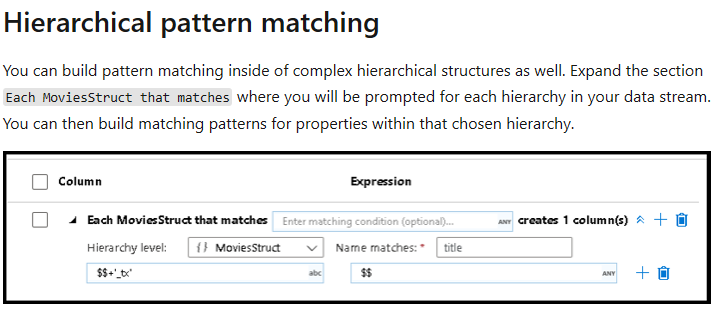 Hierarchical pattern matching
You can build pattern matching inside of complex hierarchical structures as well. Expand the section
Each MoviesStruct that matches where you will be prompted for each hierarchy in your data stream.
You can then build matching patterns for properties within that chosen hierarchy.
Column Expression
Each MoviesStruct that matches Enter matching condition (optional)... ANY creates 1 column(s)
Hierarchy level: {} MoviesStruct Name matches: * title
$$+'_tx' abc $$ ANY